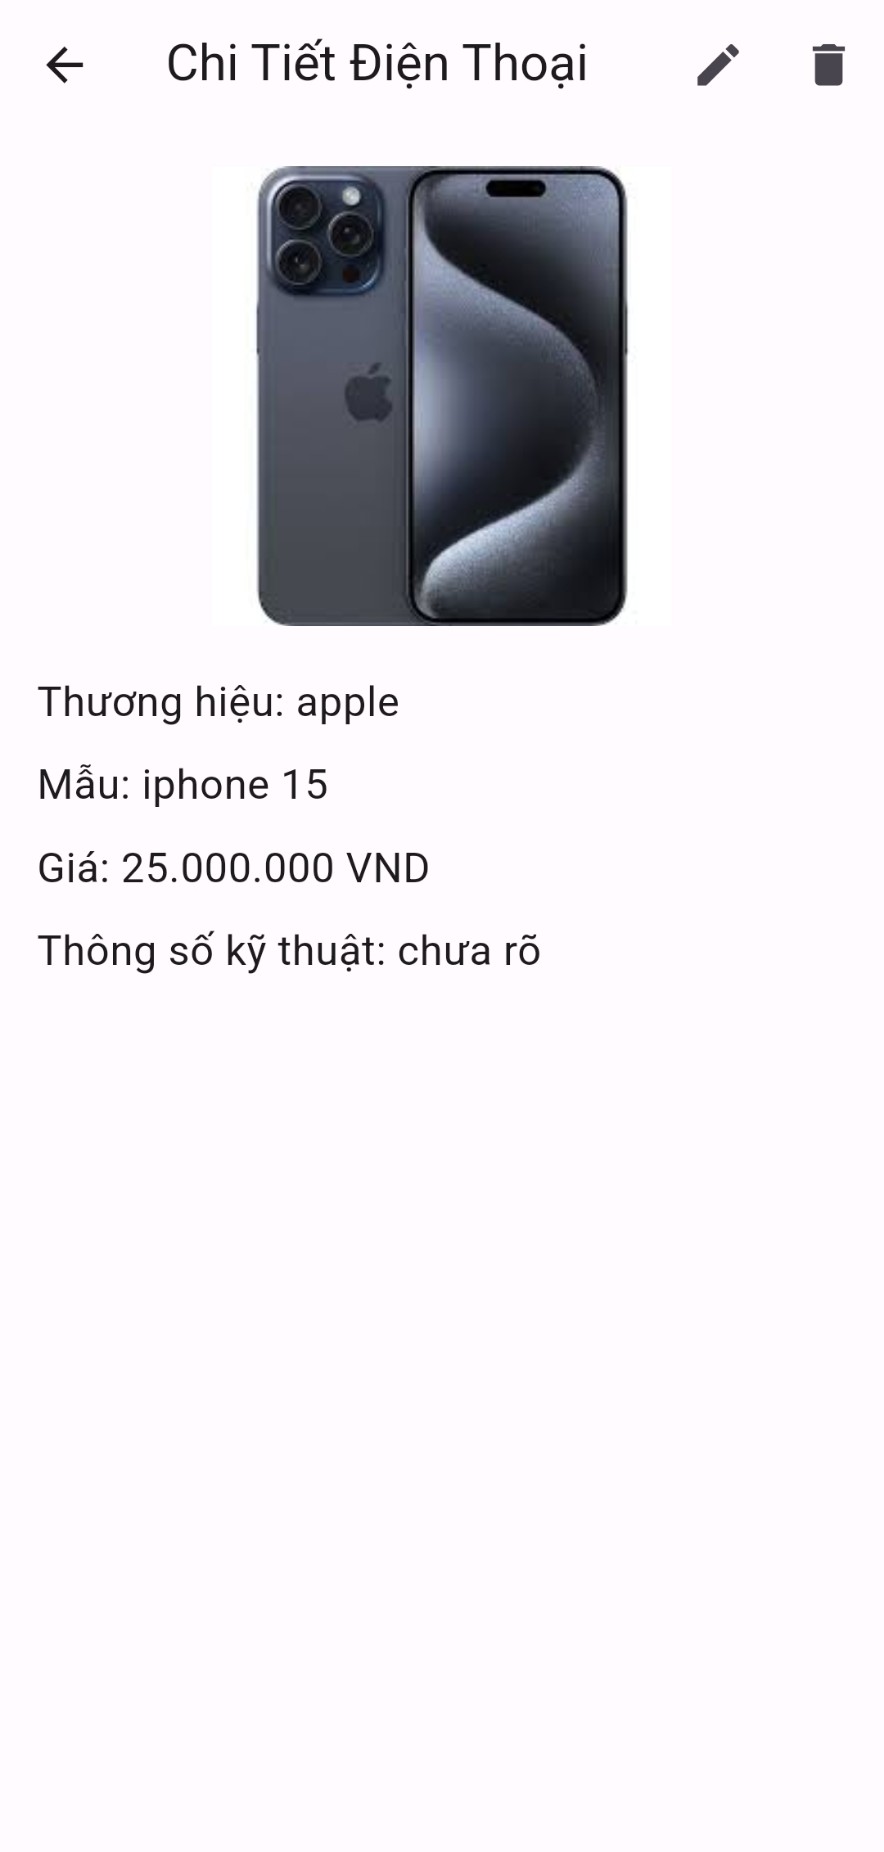 Chi Tiết Điện Thoại
Thương hiệu: apple
Mẫu: iphone 15
Giá: 25.000.000 VND
Thông số kỹ thuật: chưa rõ